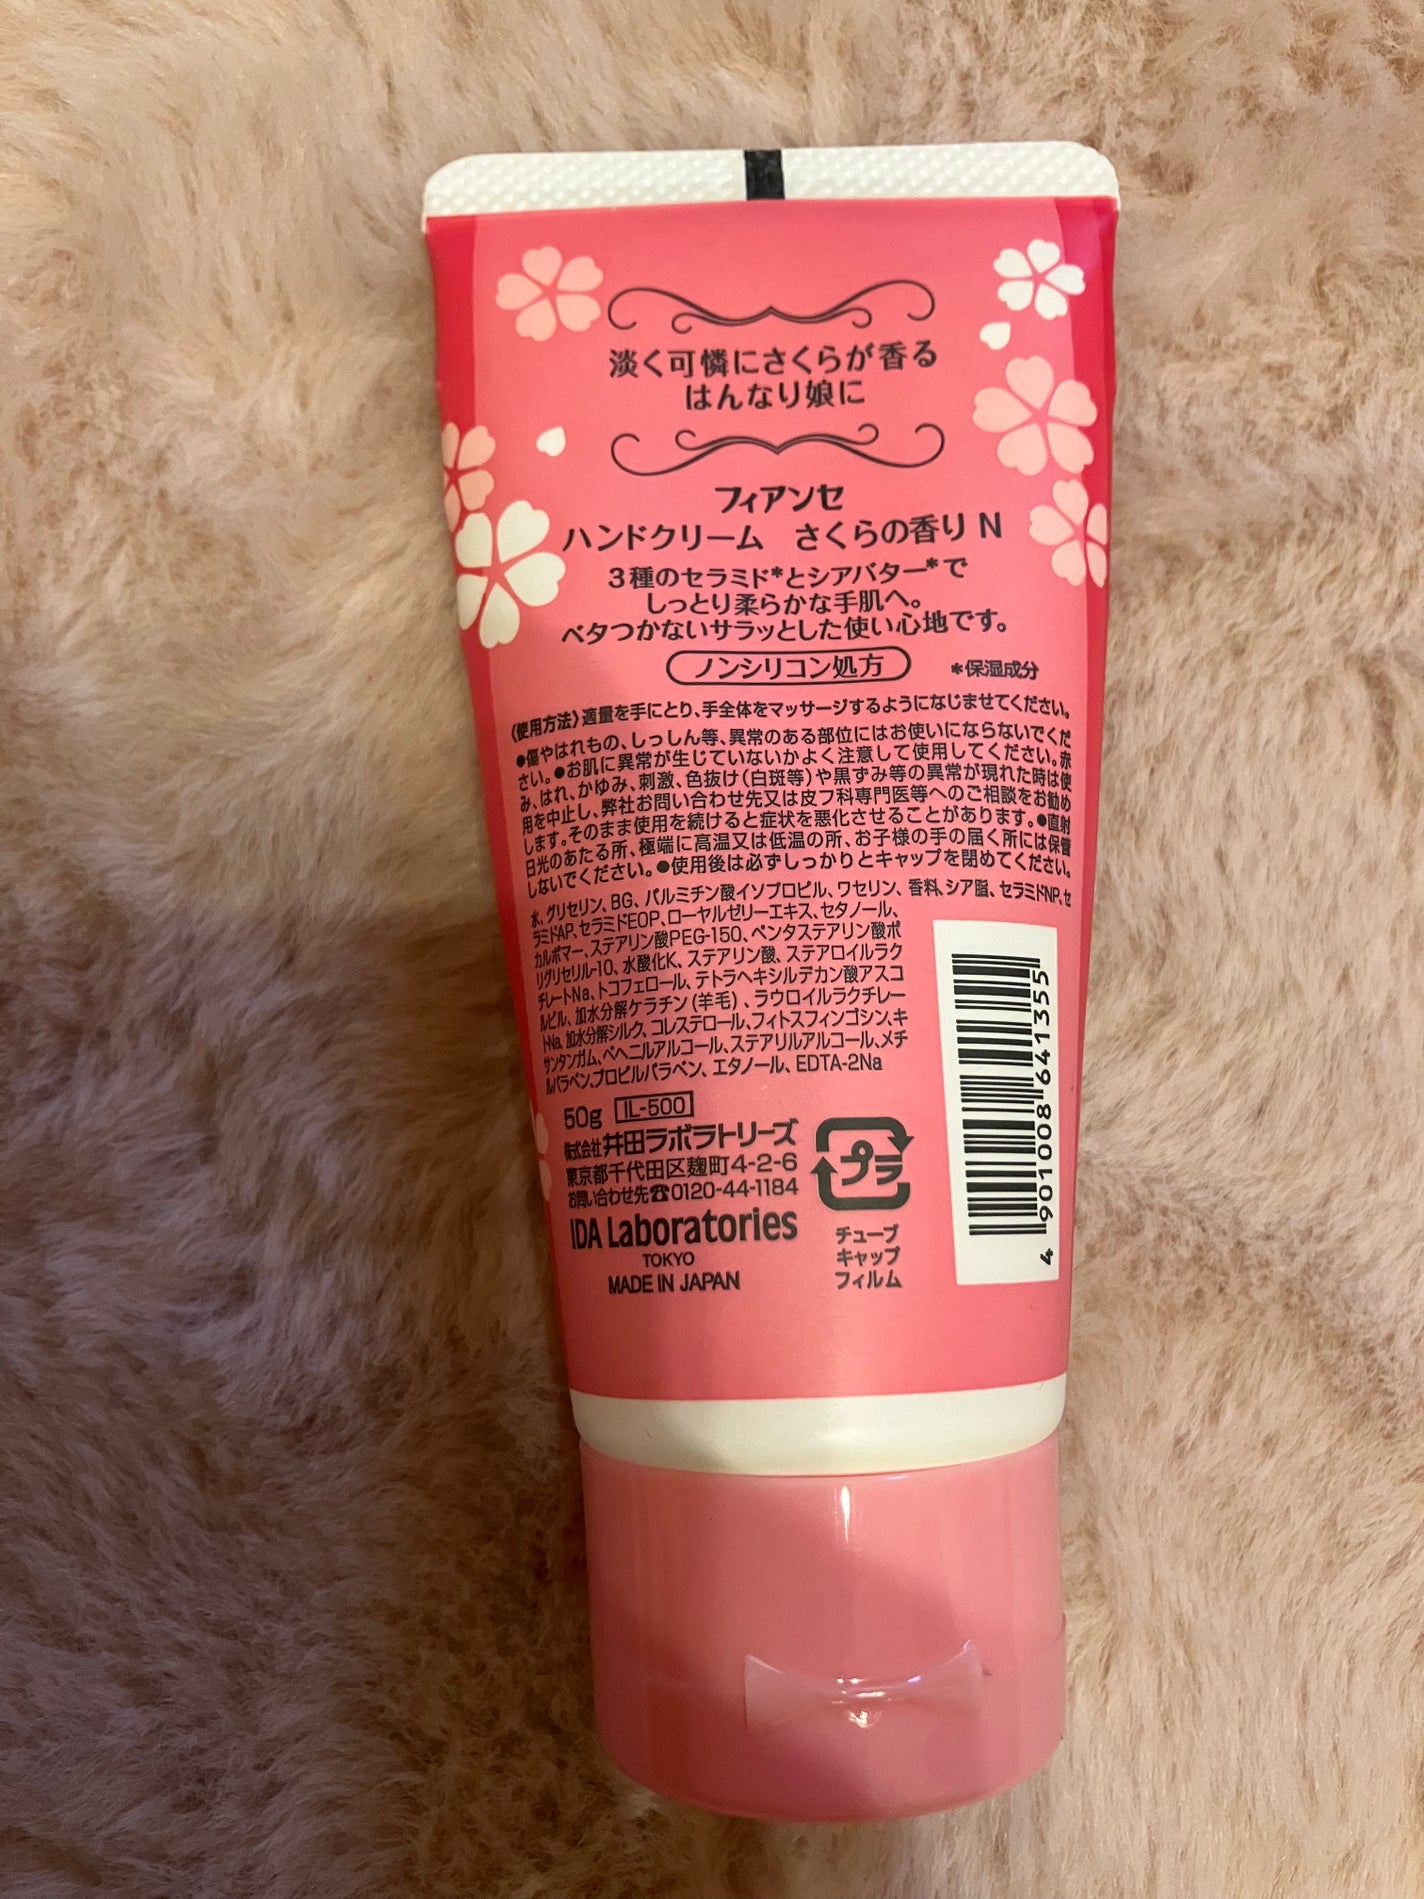 淡く可憐にさくらが香る
はんなり娘に
フィアンセ
ハンドクリーム さくらの香り N
3種のセラミド*とシアバター*で
しっとり柔らかな手肌へ。
ベタつかないサラッとした使い心地です。
ノンシリコン処方 *保湿成分
〈使用方法〉適量を手にとり、手全体をマッサージするようになじませてください。
●傷やはれもの、しっしん等、異常のある部位にはお使いにならないでくだ
さい。●お肌に異常が生じていないかよく注意して使用してください。赤
み、はれ、かゆみ、刺激、色抜け(白斑等)や黒ずみ等の異常が現れた時は使
用を中止し、弊社お問い合わせ先又は皮フ科専門医等へのご相談をお勧め
します。そのまま使用を続けると症状を悪化させることがあります。●直射
日光のあたる所、極端に高温又は低温の所、お子様の手の届く所には保管
しないでください。●使用後は必ずしっかりとキャップを閉めてください。
水、グリセリン、BG、パルミチン酸イソプロピル、ワセリン、香料、シア脂、セラミドNP、セ
ラミドAP、セラミドEOP、ローヤルゼリーエキス、セタノール、
カルボマー、ステアリン酸PEG-150、ペンタステアリン酸ポ
リグリセリル-10、水酸化K、ステアリン酸、ステアロイルラク
チレートNa、トコフェロール、テトラヘキシルデカン酸アスコ
ルビル、加水分解ケラチン(羊毛)、ラウロイルラクチレー
トNa、加水分解シルク、コレステロール、フィトスフィンゴシン、キ
サンタンガム、ベヘニルアルコール、ステアリルアルコール、メチ
ルパラベン、プロピルパラベン、エタノール、EDTA-2Na
50g IL-500
株式会社 井田ラボラトリーズ
東京都千代田区麹町4-2-6
お問い合わせ先☎0120-44-1184
IDA Laboratories
TOKYO
MADE IN JAPAN
プラ
チューブ
キャップ
フィルム
4 901008 641355